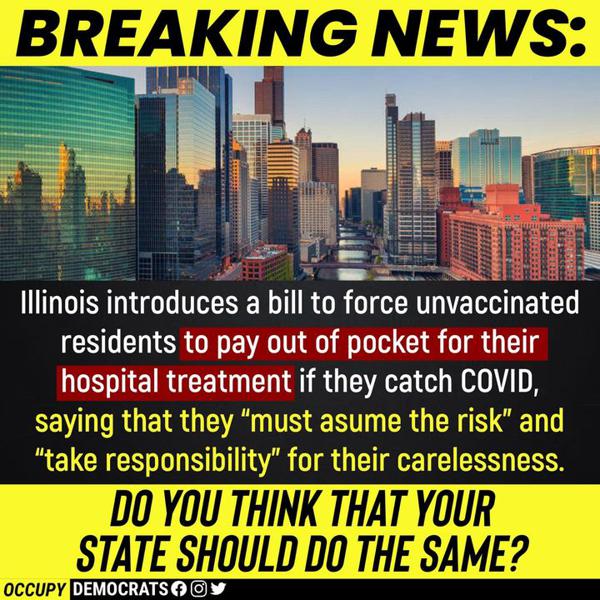 BREAKING NEWS:
Illinois introduces a bill to force unvaccinated
residents to pay out of pocket for their
hospital treatment if they catch COVID,
saying that they “must asume the risk” and
“take responsibility” for their carelessness.
DO YOU THINK THAT YOUR
STATE SHOULD DO THE SAME?
OCCUPY DEMOCRATS